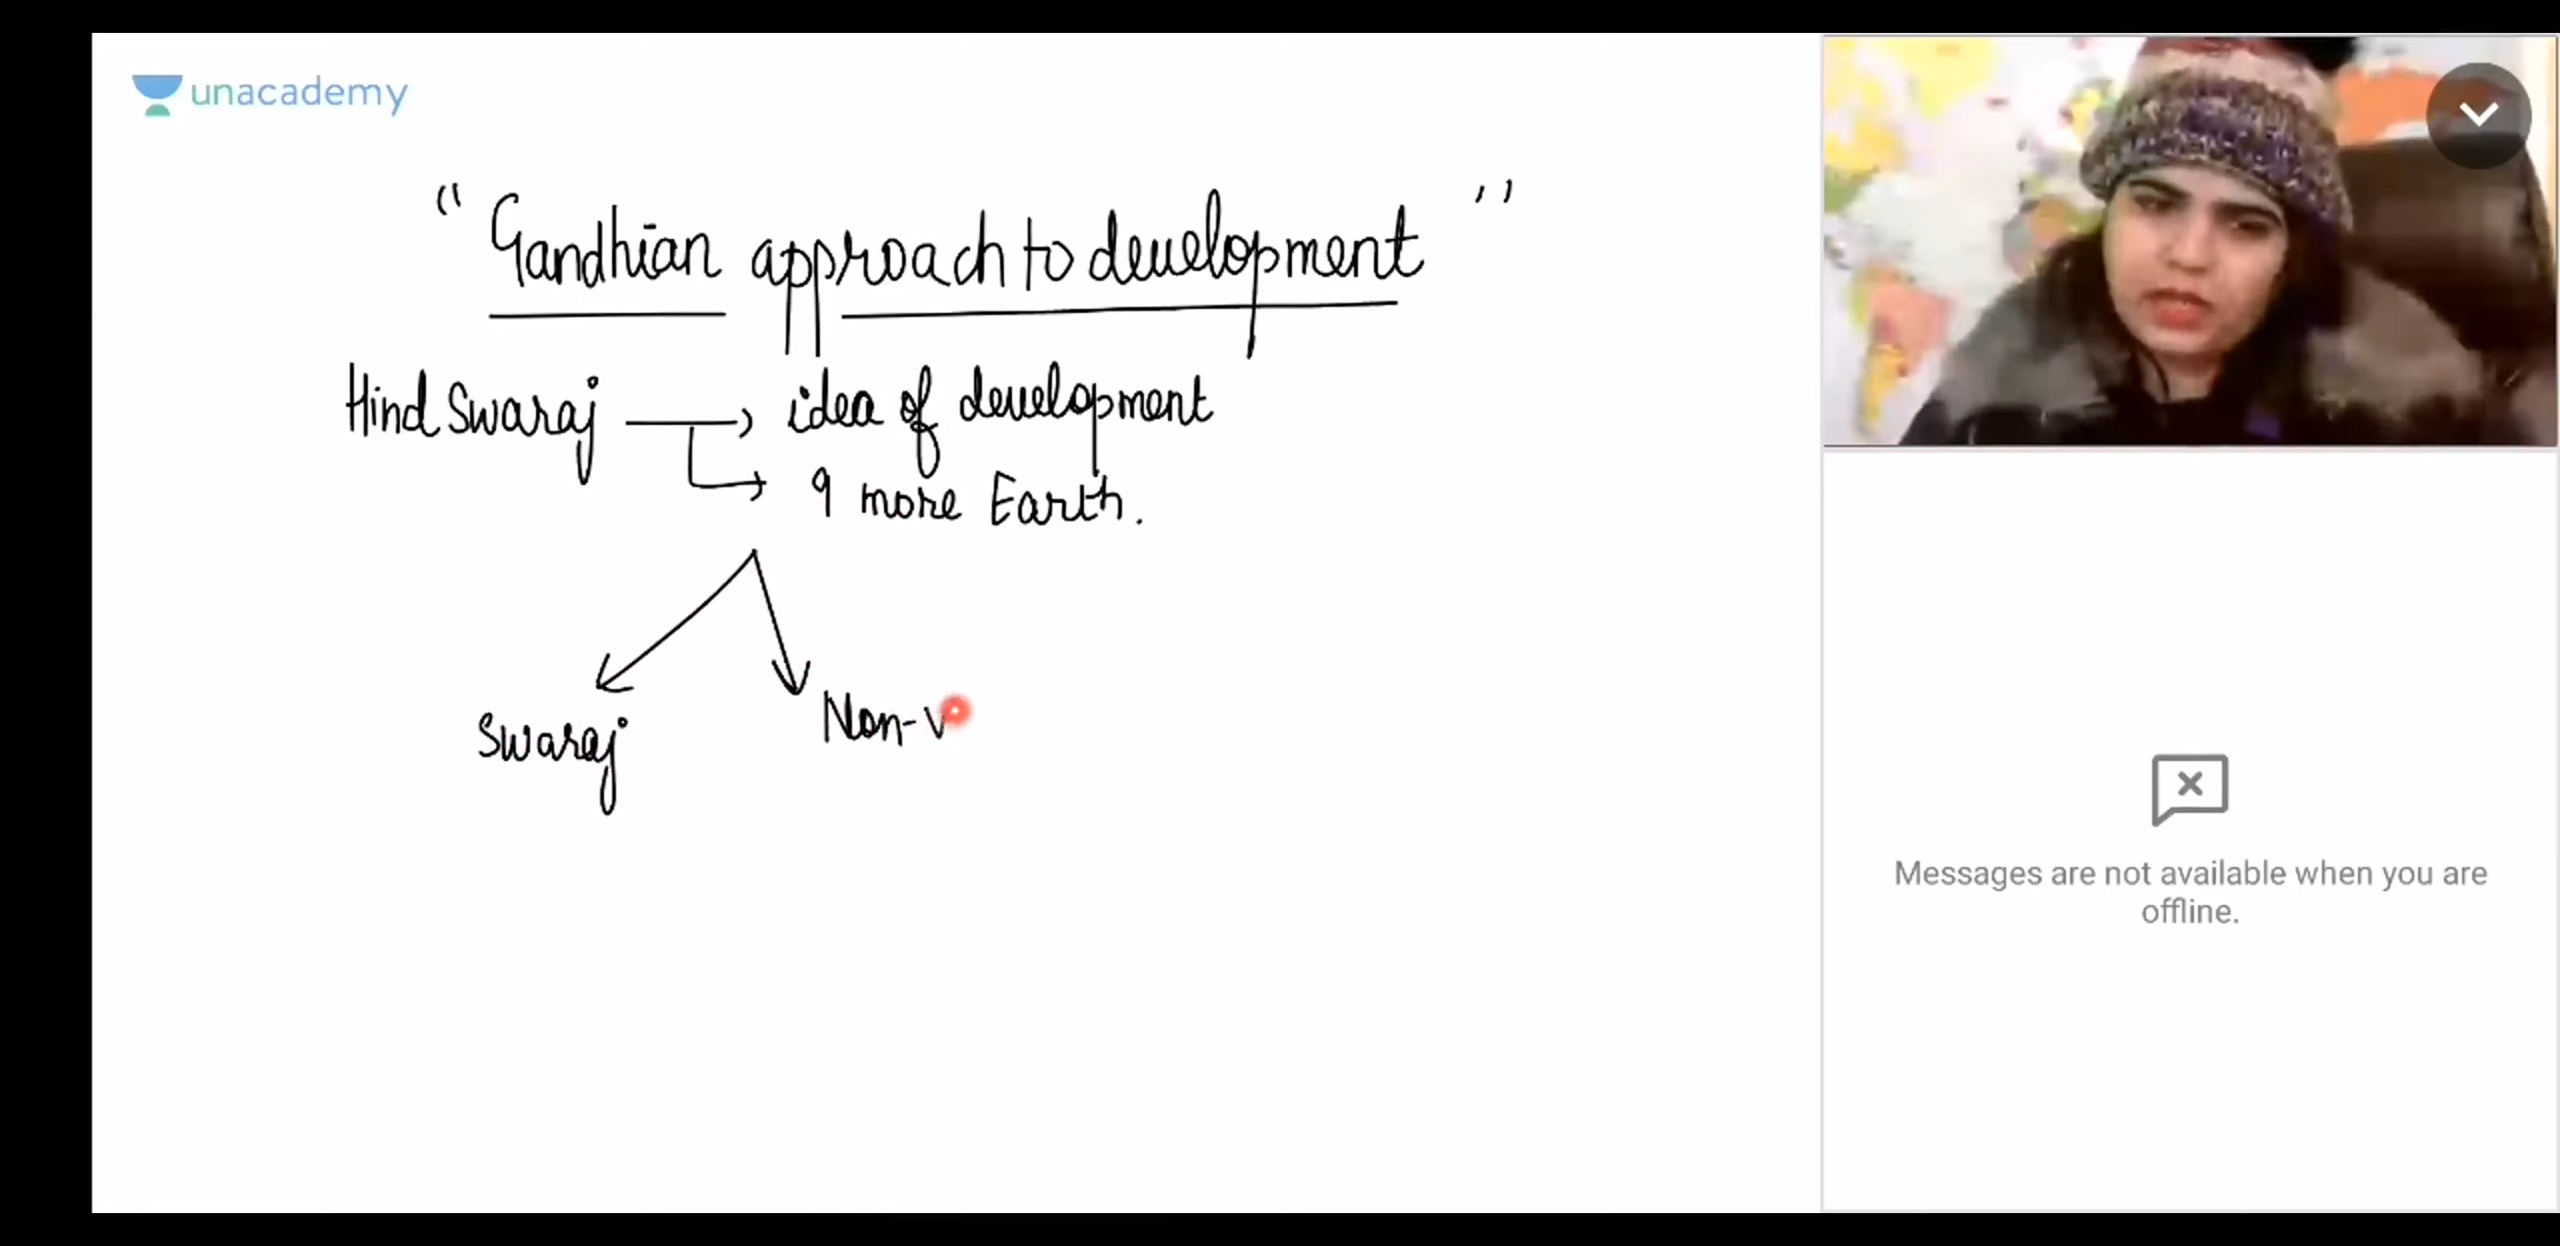 unacademy
"Gandhian approach to development"
Hind Swaraj → idea of development
→ 9 more Earth.
Swaraj Non-v
Messages are not available when you are
offline.